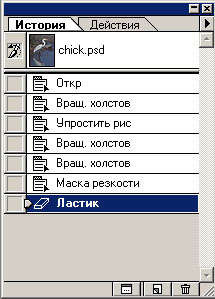 История Действия
chick.psd
Откр
Вращ. холстов
Упростить рис
Вращ. холстов
Вращ. холстов
Маска резкости
Ластик